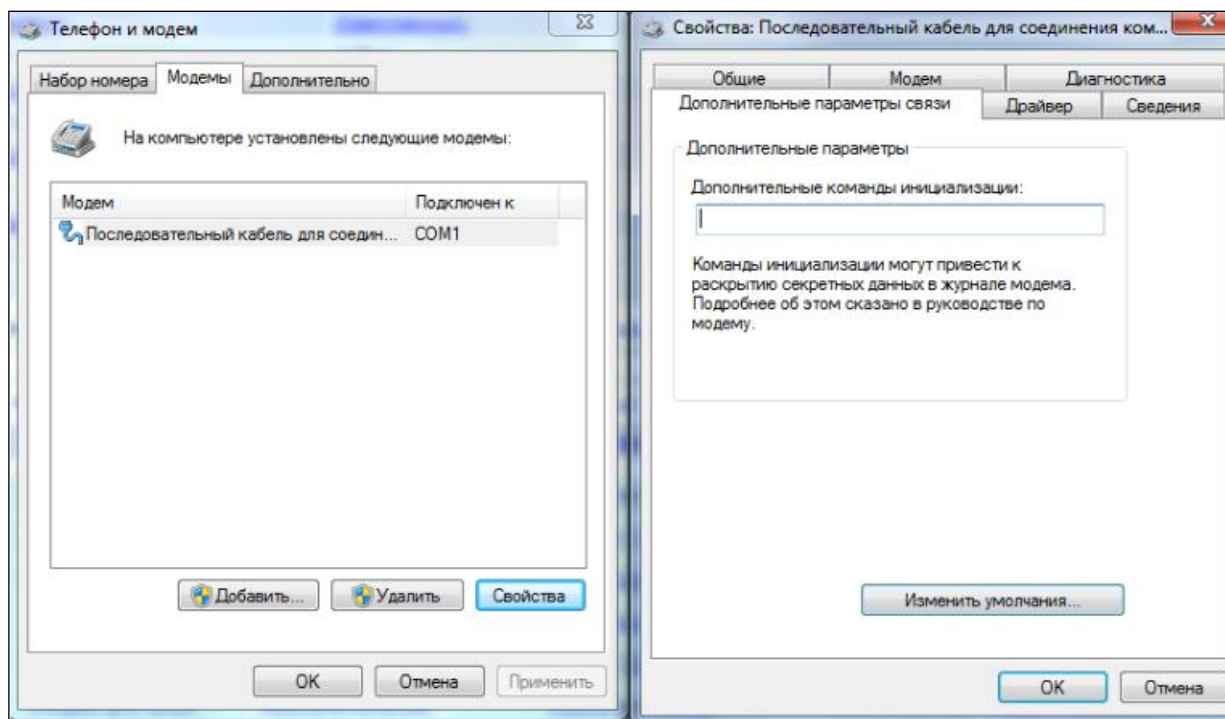 Телефон и модем
Набор номера
Модемы
Дополнительно
На компьютере установлены следующие модемы:
Модем
Подключен к
Последовательный кабель для соедин...
COM1
Добавить...
Удалить
Свойства
OK
Отмена
Применить
Свойства: Последовательный кабель для соединения ком...
Общие
Модем
Диагностика
Дополнительные параметры связи
Драйвер
Сведения
Дополнительные параметры
Дополнительные команды инициализации:
Команды инициализации могут привести к
раскрытию секретных данных в журнале модема.
Подробнее об этом сказано в руководстве по
модему.
Изменить умолчания...
OK
Отмена